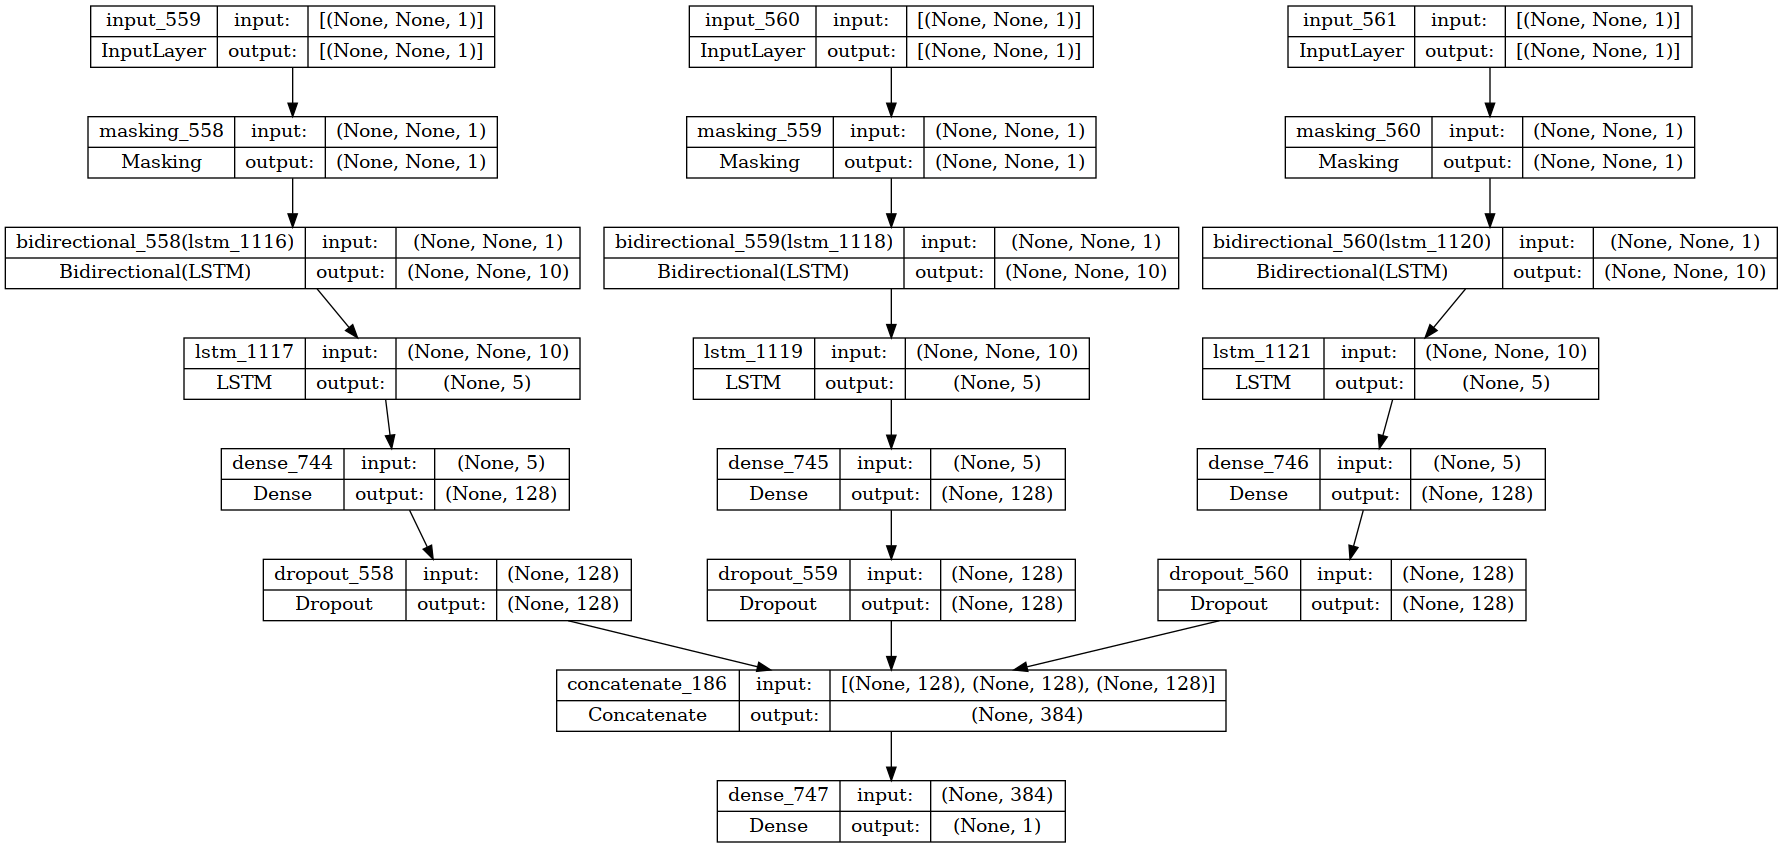 input_559 input: [(None, None, 1)]
InputLayer output: [(None, None, 1)]
input_560 input: [(None, None, 1)]
InputLayer output: [(None, None, 1)]
input_561 input: [(None, None, 1)]
InputLayer output: [(None, None, 1)]
masking_558 input: (None, None, 1)
Masking output: (None, None, 1)
masking_559 input: (None, None, 1)
Masking output: (None, None, 1)
masking_560 input: (None, None, 1)
Masking output: (None, None, 1)
bidirectional_558(lstm_1116) input: (None, None, 1)
Bidirectional(LSTM) output: (None, None, 10)
bidirectional_559(lstm_1118) input: (None, None, 1)
Bidirectional(LSTM) output: (None, None, 10)
bidirectional_560(lstm_1120) input: (None, None, 1)
Bidirectional(LSTM) output: (None, None, 10)
lstm_1117 input: (None, None, 10)
LSTM output: (None, 5)
lstm_1119 input: (None, None, 10)
LSTM output: (None, 5)
lstm_1121 input: (None, None, 10)
LSTM output: (None, 5)
dense_744 input: (None, 5)
Dense output: (None, 128)
dense_745 input: (None, 5)
Dense output: (None, 128)
dense_746 input: (None, 5)
Dense output: (None, 128)
dropout_558 input: (None, 128)
Dropout output: (None, 128)
dropout_559 input: (None, 128)
Dropout output: (None, 128)
dropout_560 input: (None, 128)
Dropout output: (None, 128)
concatenate_186 input: [(None, 128), (None, 128), (None, 128)]
Concatenate output: (None, 384)
dense_747 input: (None, 384)
Dense output: (None, 1)